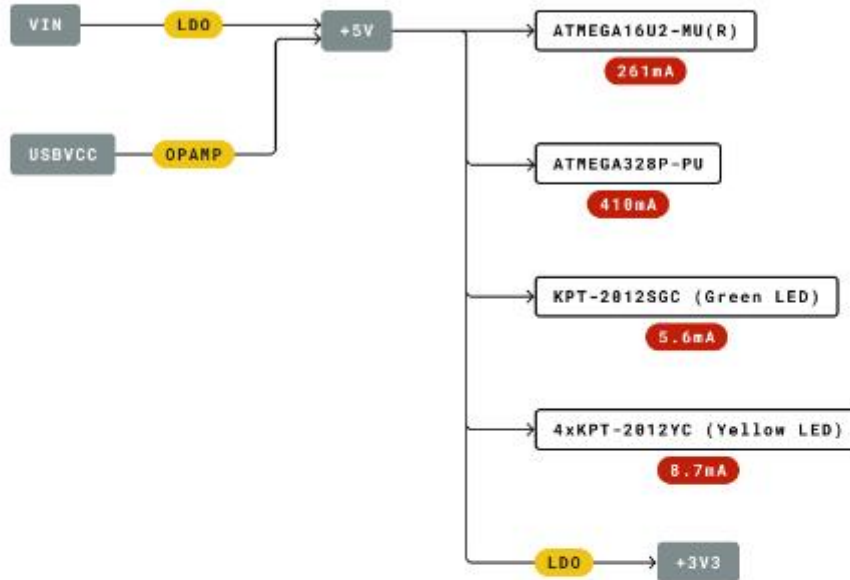 VIN
LDO
+5V
ATMEGA16U2-MU(R)
261mA
USBVCC
OPAMP
ATMEGA328P-PU
410mA
KPT-2012SGC (Green LED)
5.6mA
4xKPT-2012YC (Yellow LED)
8.7mA
LDO
+3V3